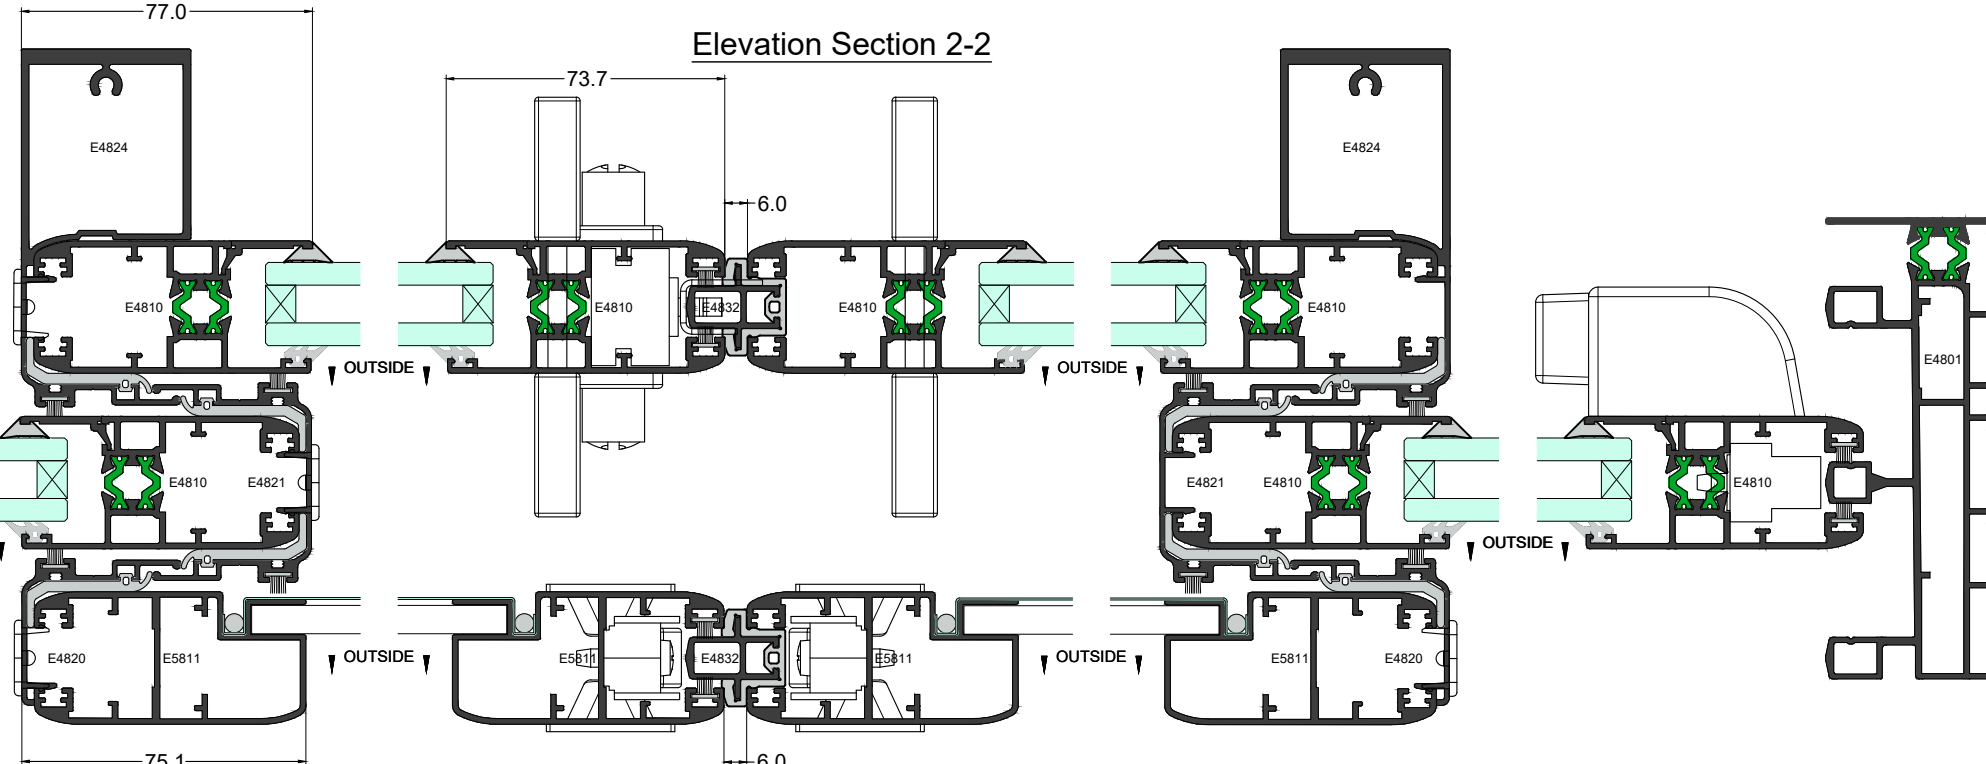 77.0
Elevation Section 2-2
73.7
E4824
E4824
6.0
E4810
E4810
E4832
E4810
E4810
E4801
OUTSIDE
OUTSIDE
E4810
E4821
E4821
E4810
E4810
OUTSIDE
E4820
E5811
OUTSIDE
E5811
E4832
E5811
OUTSIDE
E5811
E4820
75.1
6.0